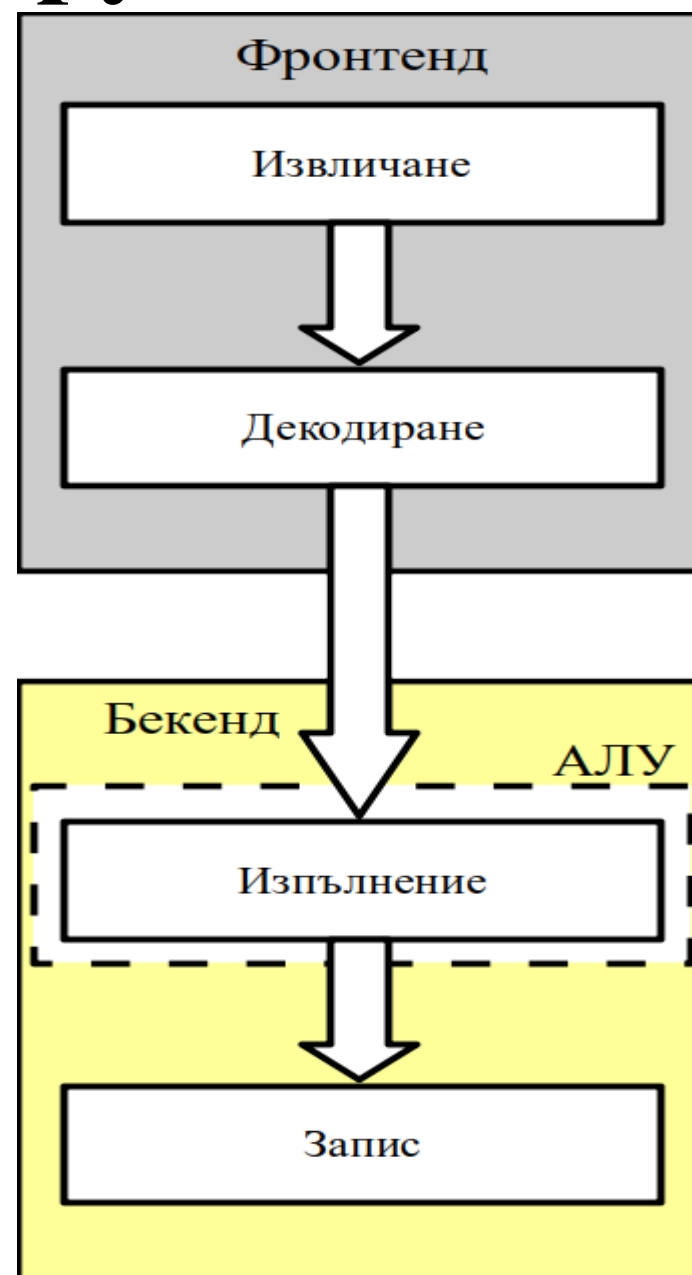 Фронтенд
Извличане
Декодиране
Бекенд
АЛУ
Изпълнение
Запис